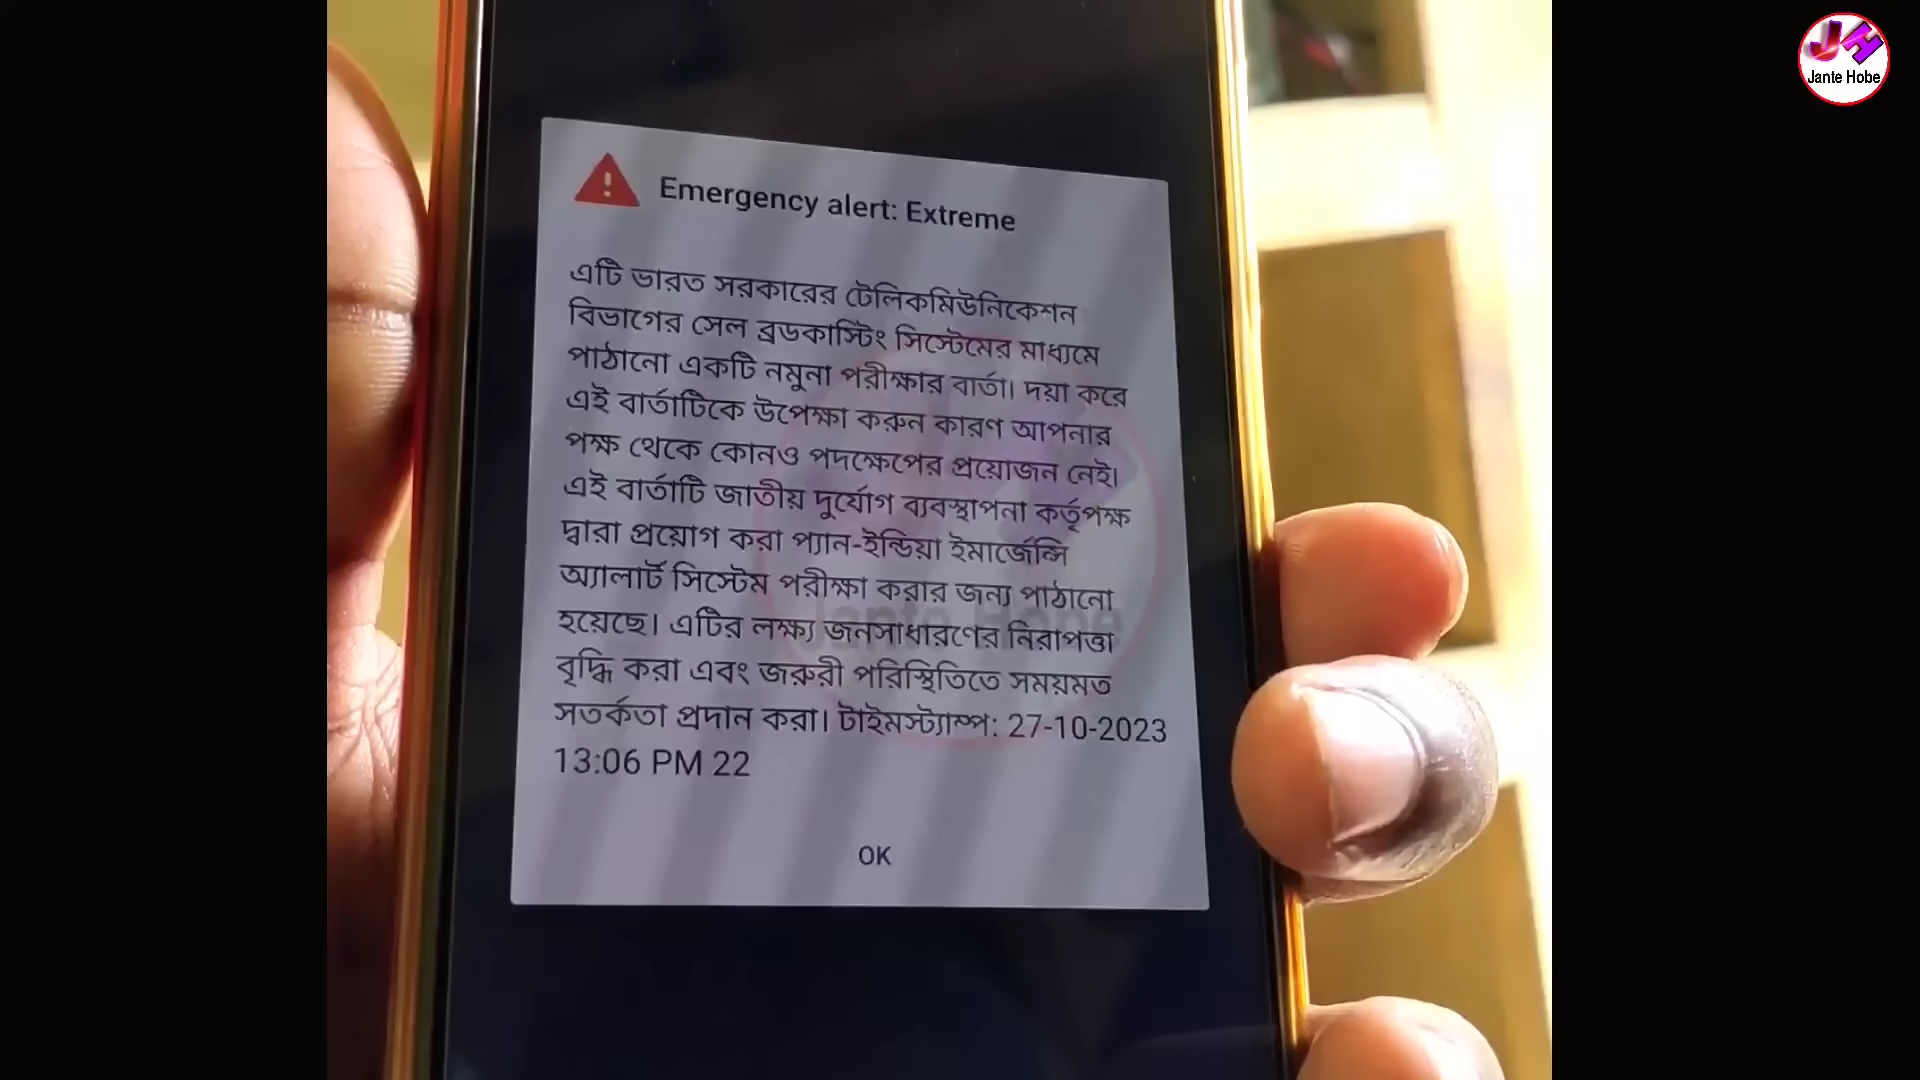 JH
Jante Hobe
Emergency alert: Extreme
এটি ভারত সরকারের টেলিকমিউনিকেশন
বিভাগের সেল ব্রডকাস্টিং সিস্টেমের মাধ্যমে
পাঠানো একটি নমুনা পরীক্ষার বার্তা। দয়া করে
এই বার্তাটিকে উপেক্ষা করুন কারণ আপনার
পক্ষ থেকে কোনও পদক্ষেপের প্রয়োজন নেই।
এই বার্তাটি জাতীয় দুর্যোগ ব্যবস্থাপনা কর্তৃপক্ষ
দ্বারা প্রয়োগ করা প্যান-ইন্ডিয়া ইমার্জেন্সি
অ্যালার্ট সিস্টেম পরীক্ষা করার জন্য পাঠানো
হয়েছে। এটির লক্ষ্য জনসাধারণের নিরাপত্তা
বৃদ্ধি করা এবং জরুরী পরিস্থিতিতে সময়মত
সতর্কতা প্রদান করা। টাইমস্ট্যাম্প: 27-10-2023
13:06 PM 22
OK
Jante Hobe